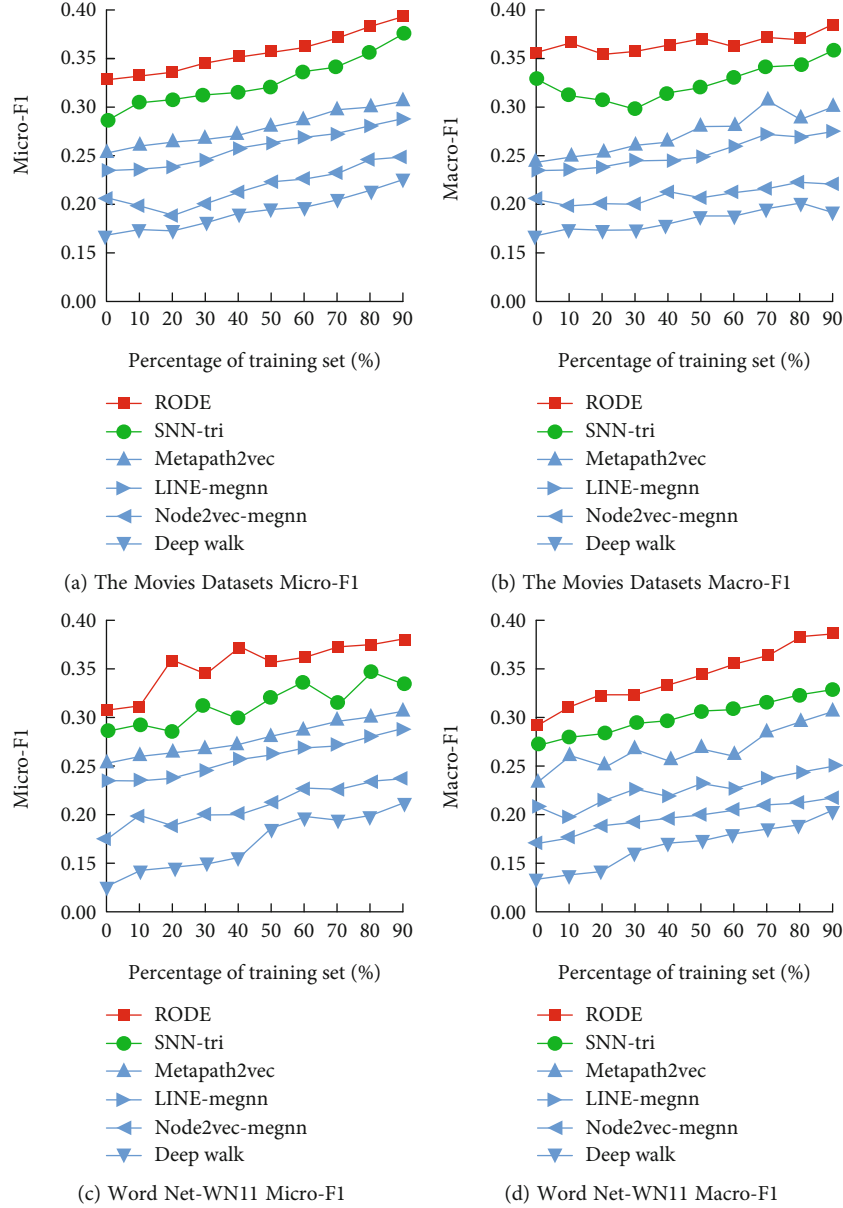 0.40
0.35
0.30
0.25
0.20
0.15
0.00
Micro-F1
0 10 20 30 40 50 60 70 80 90
Percentage of training set (%)
RODE
SNN-tri
Metapath2vec
LINE-megnn
Node2vec-megnn
Deep walk
(a) The Movies Datasets Micro-F1
0.40
0.35
0.30
0.25
0.20
0.15
0.00
Macro-F1
0 10 20 30 40 50 60 70 80 90
Percentage of training set (%)
RODE
SNN-tri
Metapath2vec
LINE-megnn
Node2vec-megnn
Deep walk
(b) The Movies Datasets Macro-F1
0.40
0.35
0.30
0.25
0.20
0.15
0.00
Micro-F1
0 10 20 30 40 50 60 70 80 90
Percentage of training set (%)
RODE
SNN-tri
Metapath2vec
LINE-megnn
Node2vec-megnn
Deep walk
(c) Word Net-WN11 Micro-F1
0.40
0.35
0.30
0.25
0.20
0.15
0.00
Macro-F1
0 10 20 30 40 50 60 70 80 90
Percentage of training set (%)
RODE
SNN-tri
Metapath2vec
LINE-megnn
Node2vec-megnn
Deep walk
(d) Word Net-WN11 Macro-F1